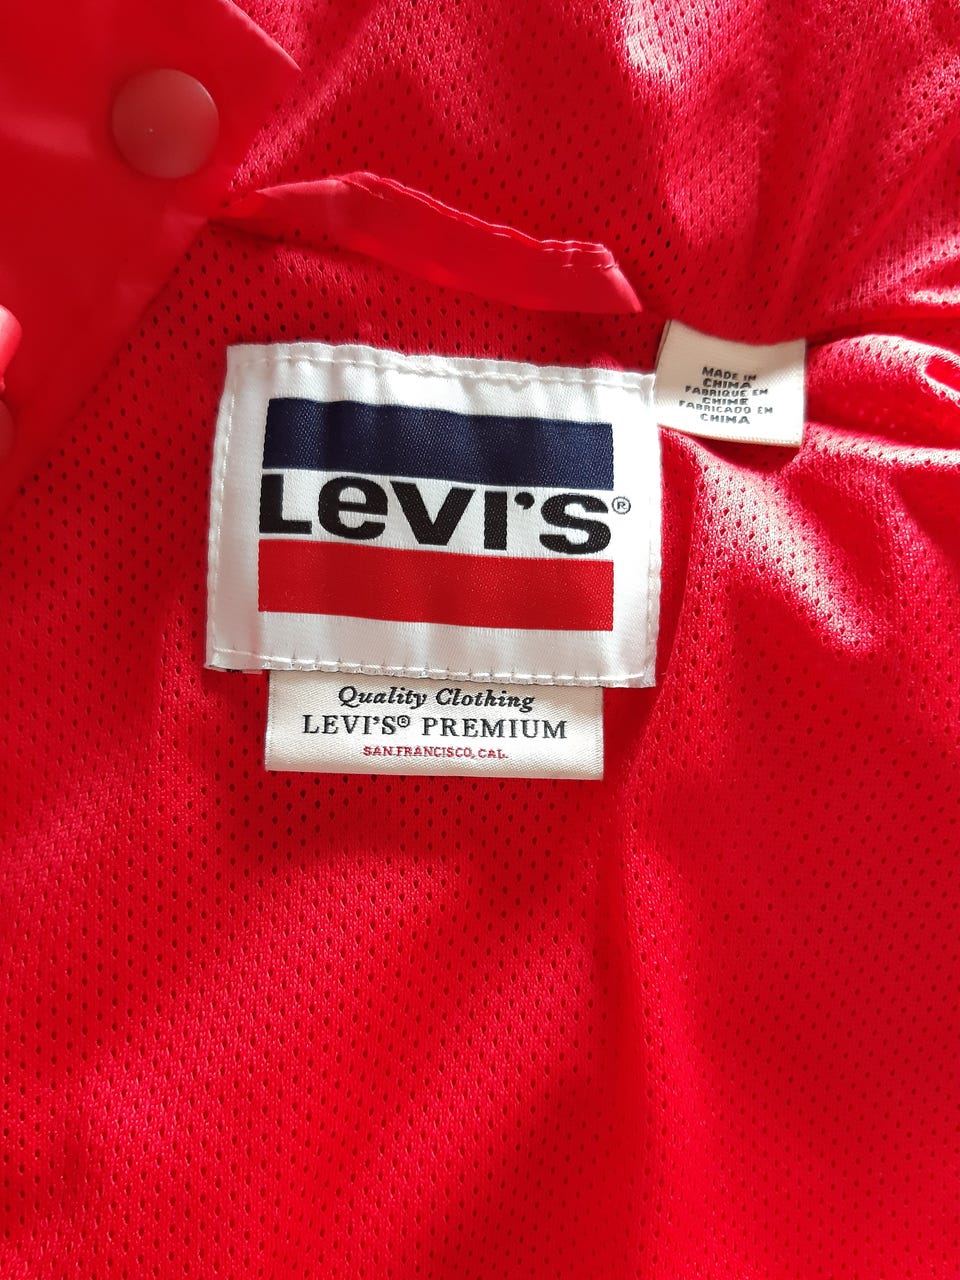 MADE IN
CHINA
FABRIQUE EN
CHINE
FABRICADO EN
CHINA
Levi's®
Quality Clothing
LEVI'S® PREMIUM
SAN FRANCISCO, CAL.